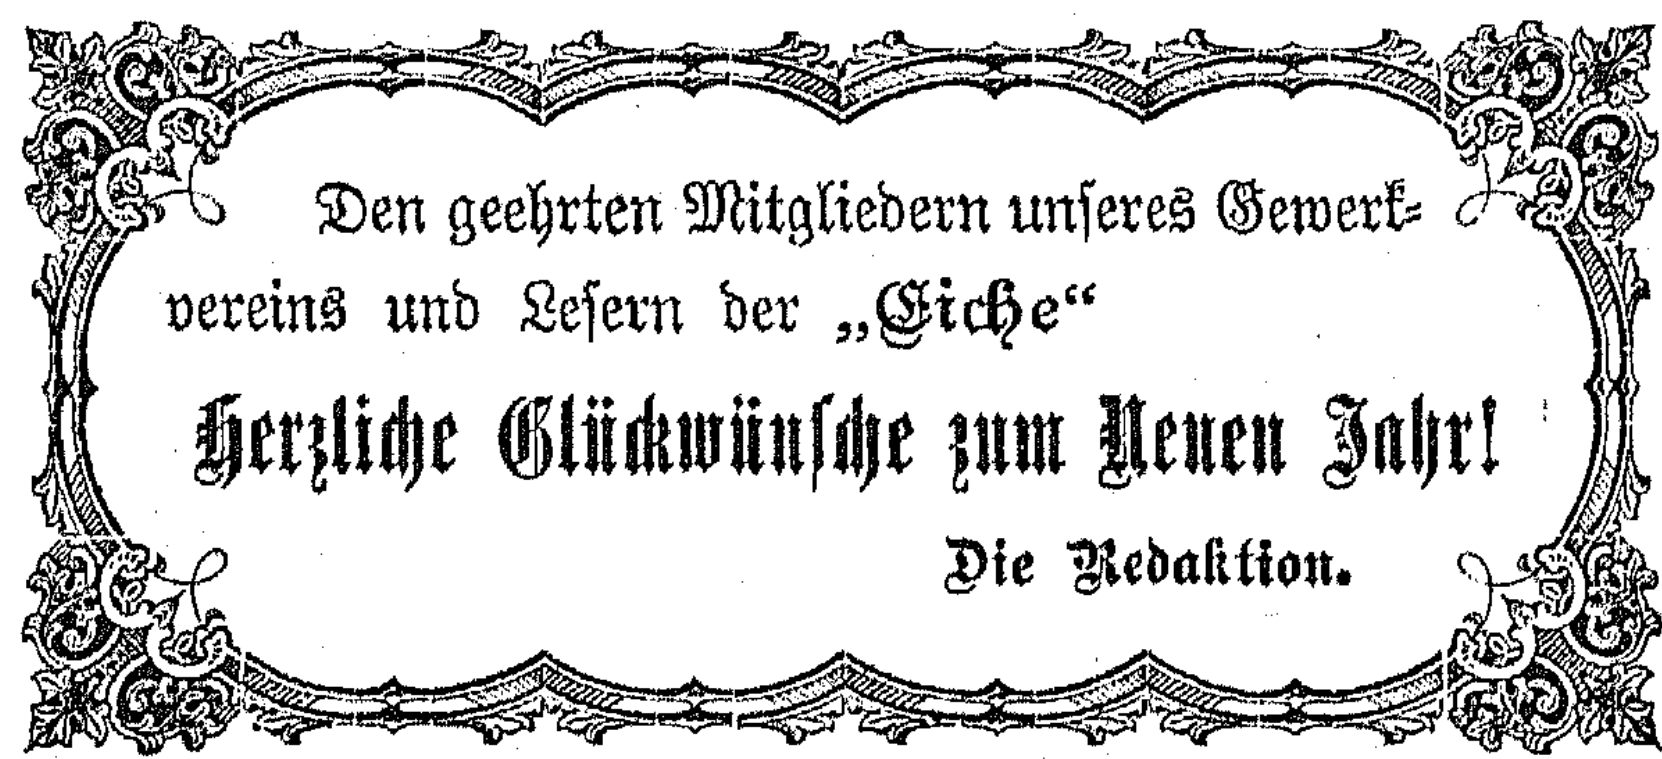 Den geehrten Mitgliedern unseres Gewerk-
vereins und Lesern der „Eiche“
Herzliche Glückwünsche zum Neuen Jahr!
Die Redaktion.